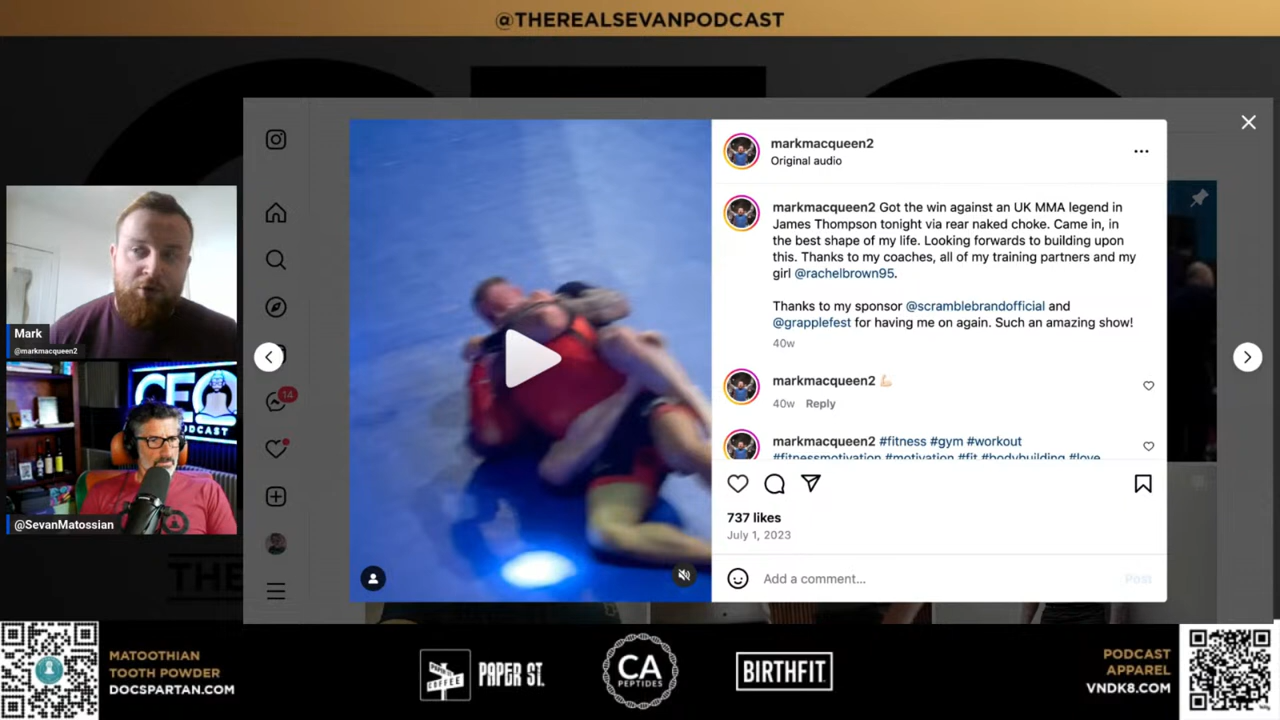 @THEREALSEVANPODCAST
markmacqueen2
Original audio
markmacqueen2 Got the win against an UK MMA legend in
James Thompson tonight via rear naked choke. Came in, in
the best shape of my life. Looking forwards to building upon
this. Thanks to my coaches, all of my training partners and my
girl @rachelbrown95.
Thanks to my sponsor @scramblebrandofficial and
@grapplefest for having me on again. Such an amazing show!
40w
markmacqueen2 💪🏻
40w Reply
markmacqueen2 #fitness #gym #workout
#fitnessmotivation #motivation #fit #bodybuilding #love
737 likes
July 1, 2023
Add a comment...
Post
14
Mark
@markmacqueen2
CEO
PODCAST
@SevanMatossian
THE
MATOOTHIAN
TOOTH POWDER
DOCSPARTAN.COM
PAPER ST.
COFFEE
CA
PEPTIDES
BIRTHFIT
PODCAST
APPAREL
VNDK8.COM